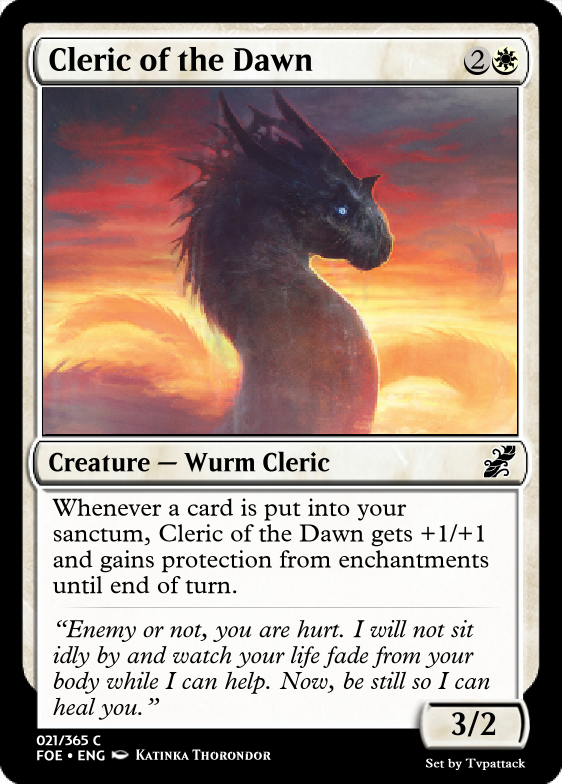 Cleric of the Dawn 2
Creature — Wurm Cleric
Whenever a card is put into your
sanctum, Cleric of the Dawn gets +1/+1
and gains protection from enchantments
until end of turn.
“Enemy or not, you are hurt. I will not sit
idly by and watch your life fade from your
body while I can help. Now, be still so I can
heal you.”
3/2
021/365 C
FOE • ENG Katinka Thorondor
Set by Tvpattack